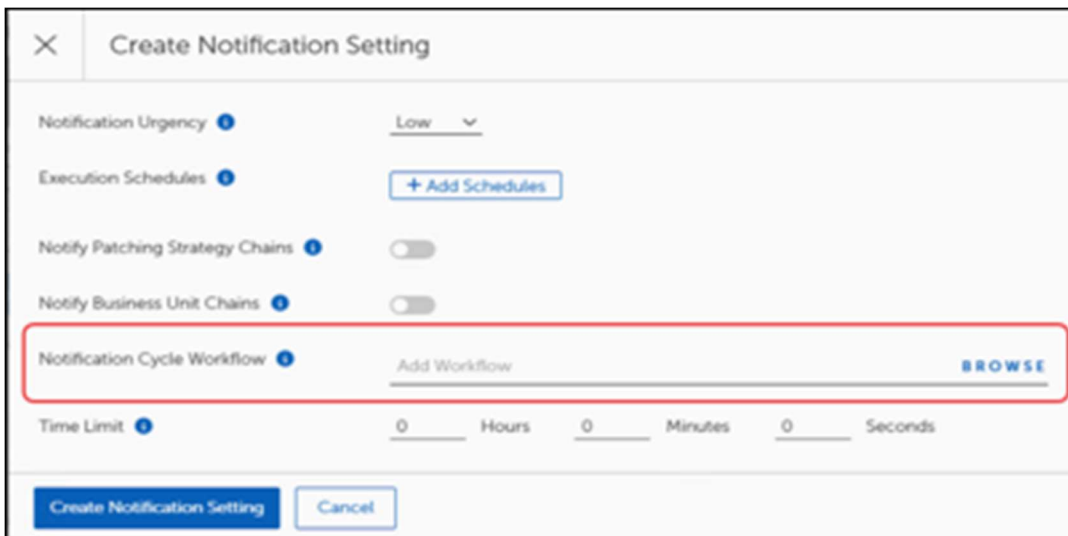 Create Notification Setting
Notification Urgency Low
Execution Schedules + Add Schedules
Notify Patching Strategy Chains
Notify Business Unit Chains
Notification Cycle Workflow Add Workflow BROWSE
Time Limit 0 Hours 0 Minutes 0 Seconds
Create Notification Setting Cancel